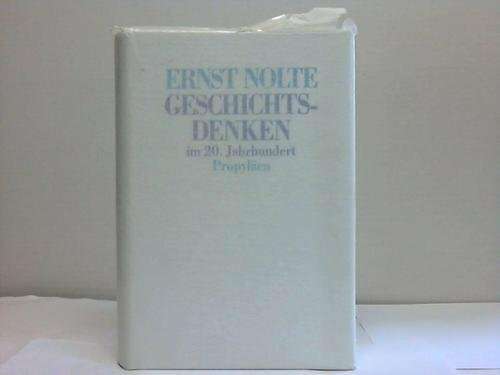 ERNST NOLTE
GESCHICHTS-
DENKEN
im 20. Jahrhundert
Propyläen